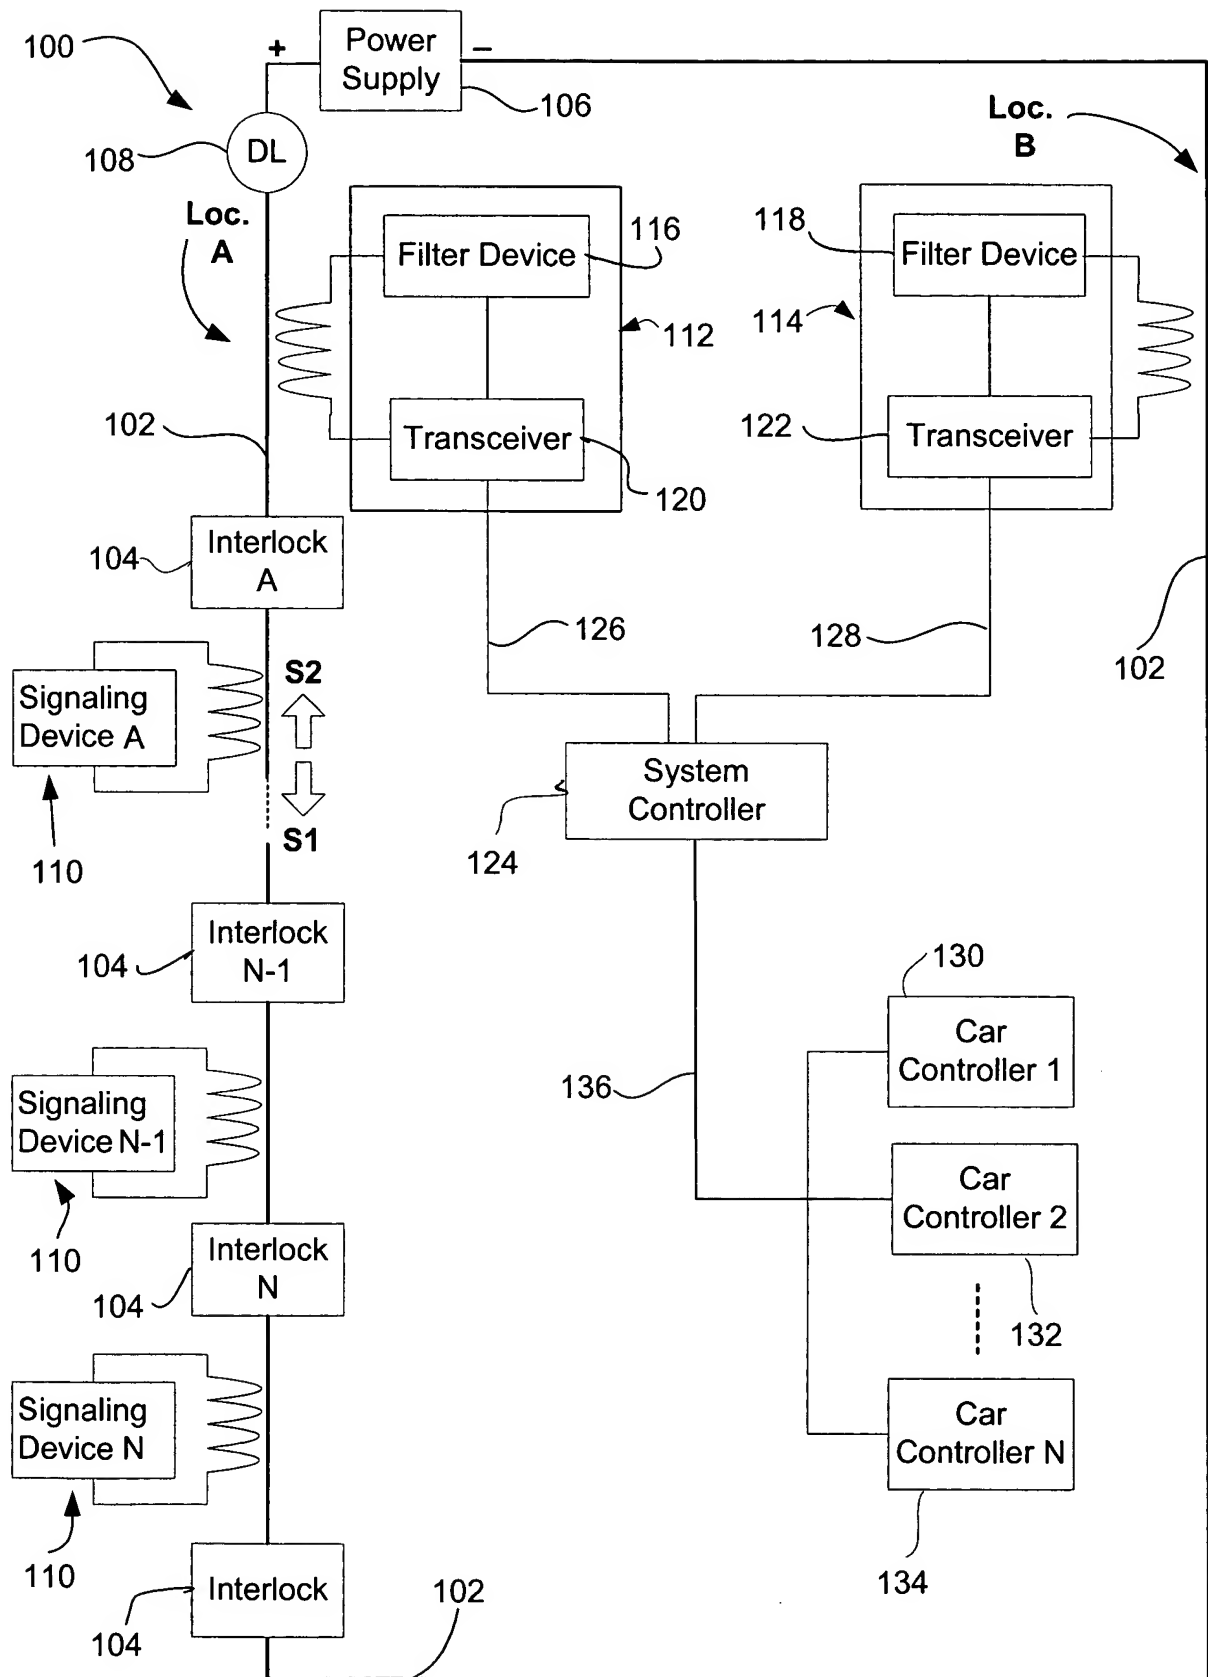 100
+
Power
Supply
−
106
108
DL
Loc.
A
Loc.
B
Filter Device
116
118
Filter Device
112
114
102
Transceiver
120
122
Transceiver
104
Interlock
A
126
128
102
Signaling
Device A
S2
S1
110
System
Controller
124
104
Interlock
N-1
130
Car
Controller 1
136
Signaling
Device N-1
110
Car
Controller 2
132
104
Interlock
N
Signaling
Device N
110
Car
Controller N
134
104
Interlock
102